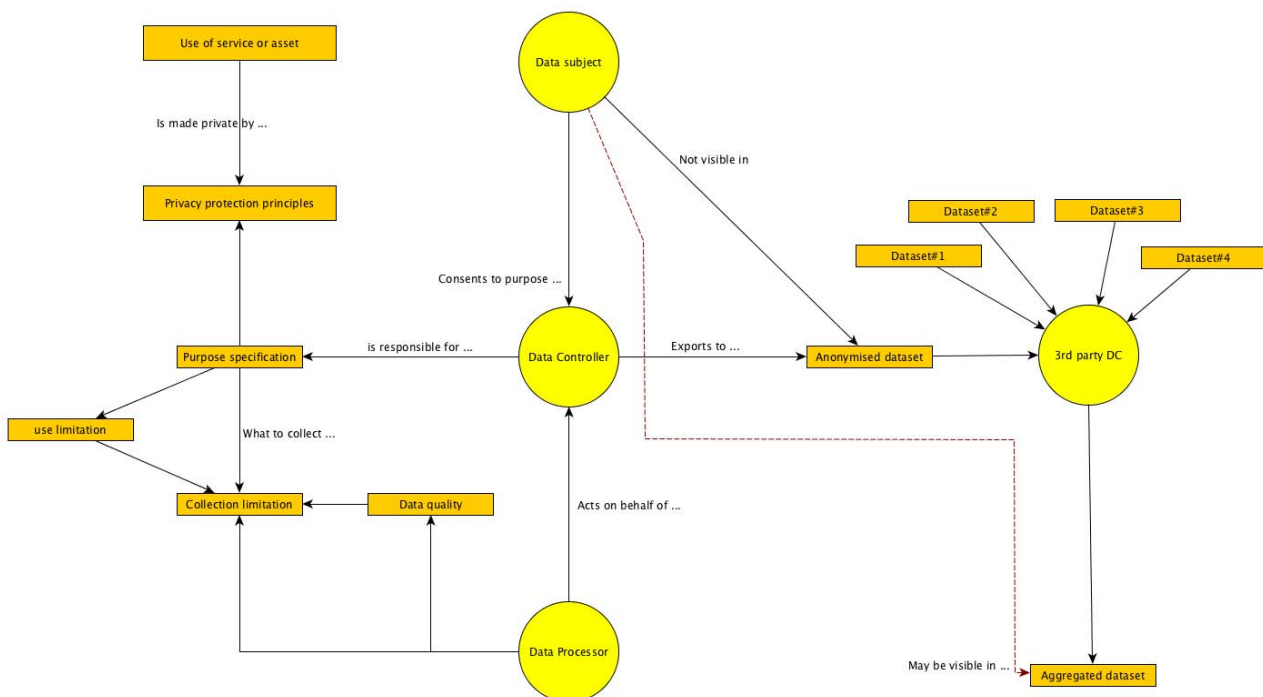 Use of service or asset
Data subject
Is made private by ...
Not visible in
Privacy protection principles
Dataset#2
Dataset#3
Dataset#1
Dataset#4
Consents to purpose ...
Purpose specification
is responsible for ...
Data Controller
Exports to ...
Anonymised dataset
3rd party DC
use limitation
What to collect ...
Collection limitation
Data quality
Acts on behalf of ...
Data Processor
May be visible in ...
Aggregated dataset